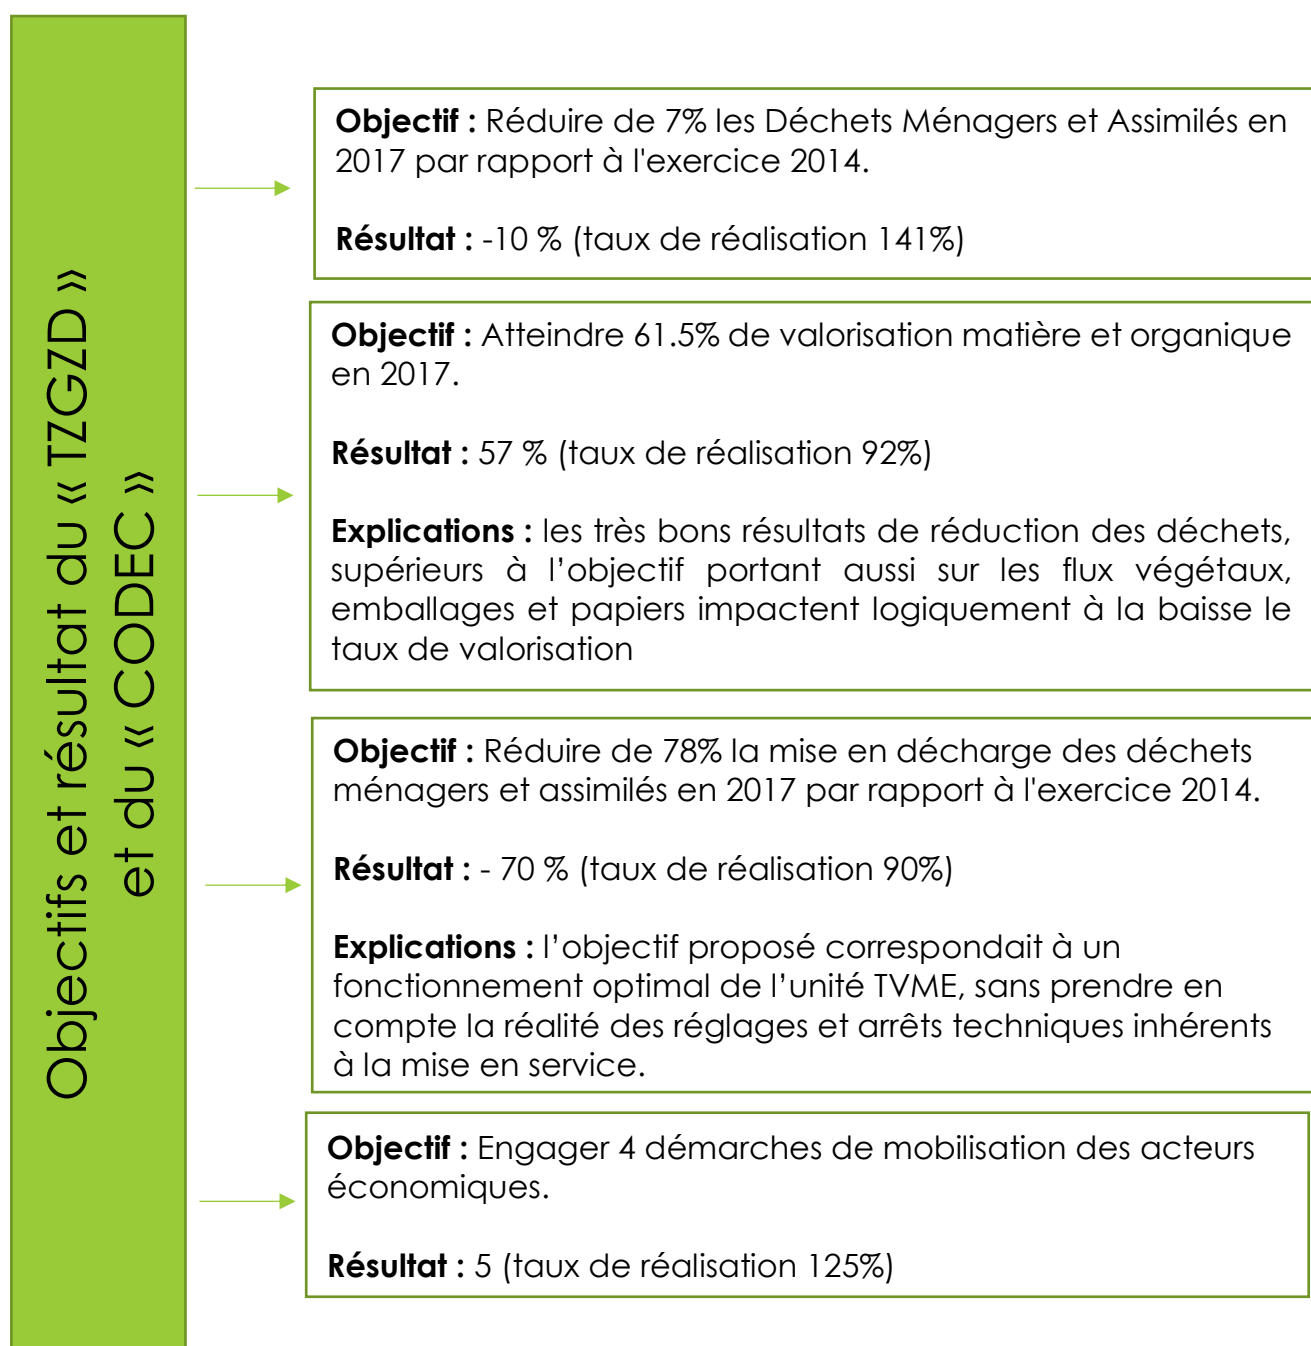 Objectifs et résultat du « TZGZD »
et du « CODEC »
Objectif : Réduire de 7% les Déchets Ménagers et Assimilés en
2017 par rapport à l'exercice 2014.
Résultat : -10 % (taux de réalisation 141%)
Objectif : Atteindre 61.5% de valorisation matière et organique
en 2017.
Résultat : 57 % (taux de réalisation 92%)
Explications : les très bons résultats de réduction des déchets,
supérieurs à l’objectif portant aussi sur les flux végétaux,
emballages et papiers impactent logiquement à la baisse le
taux de valorisation
Objectif : Réduire de 78% la mise en décharge des déchets
ménagers et assimilés en 2017 par rapport à l'exercice 2014.
Résultat : - 70 % (taux de réalisation 90%)
Explications : l’objectif proposé correspondait à un
fonctionnement optimal de l’unité TVME, sans prendre en
compte la réalité des réglages et arrêts techniques inhérents
à la mise en service.
Objectif : Engager 4 démarches de mobilisation des acteurs
économiques.
Résultat : 5 (taux de réalisation 125%)